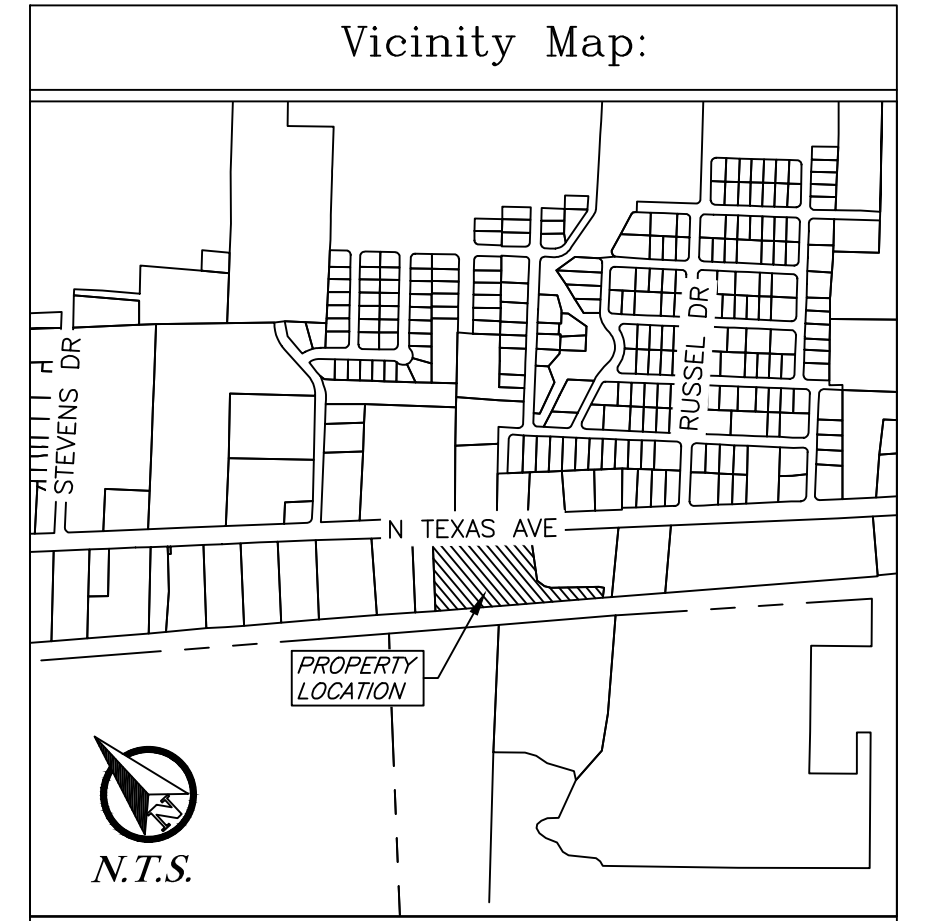 Vicinity Map:
STEVENS DR
RUSSEL DR
N TEXAS AVE
PROPERTY
LOCATION
N
N.T.S.